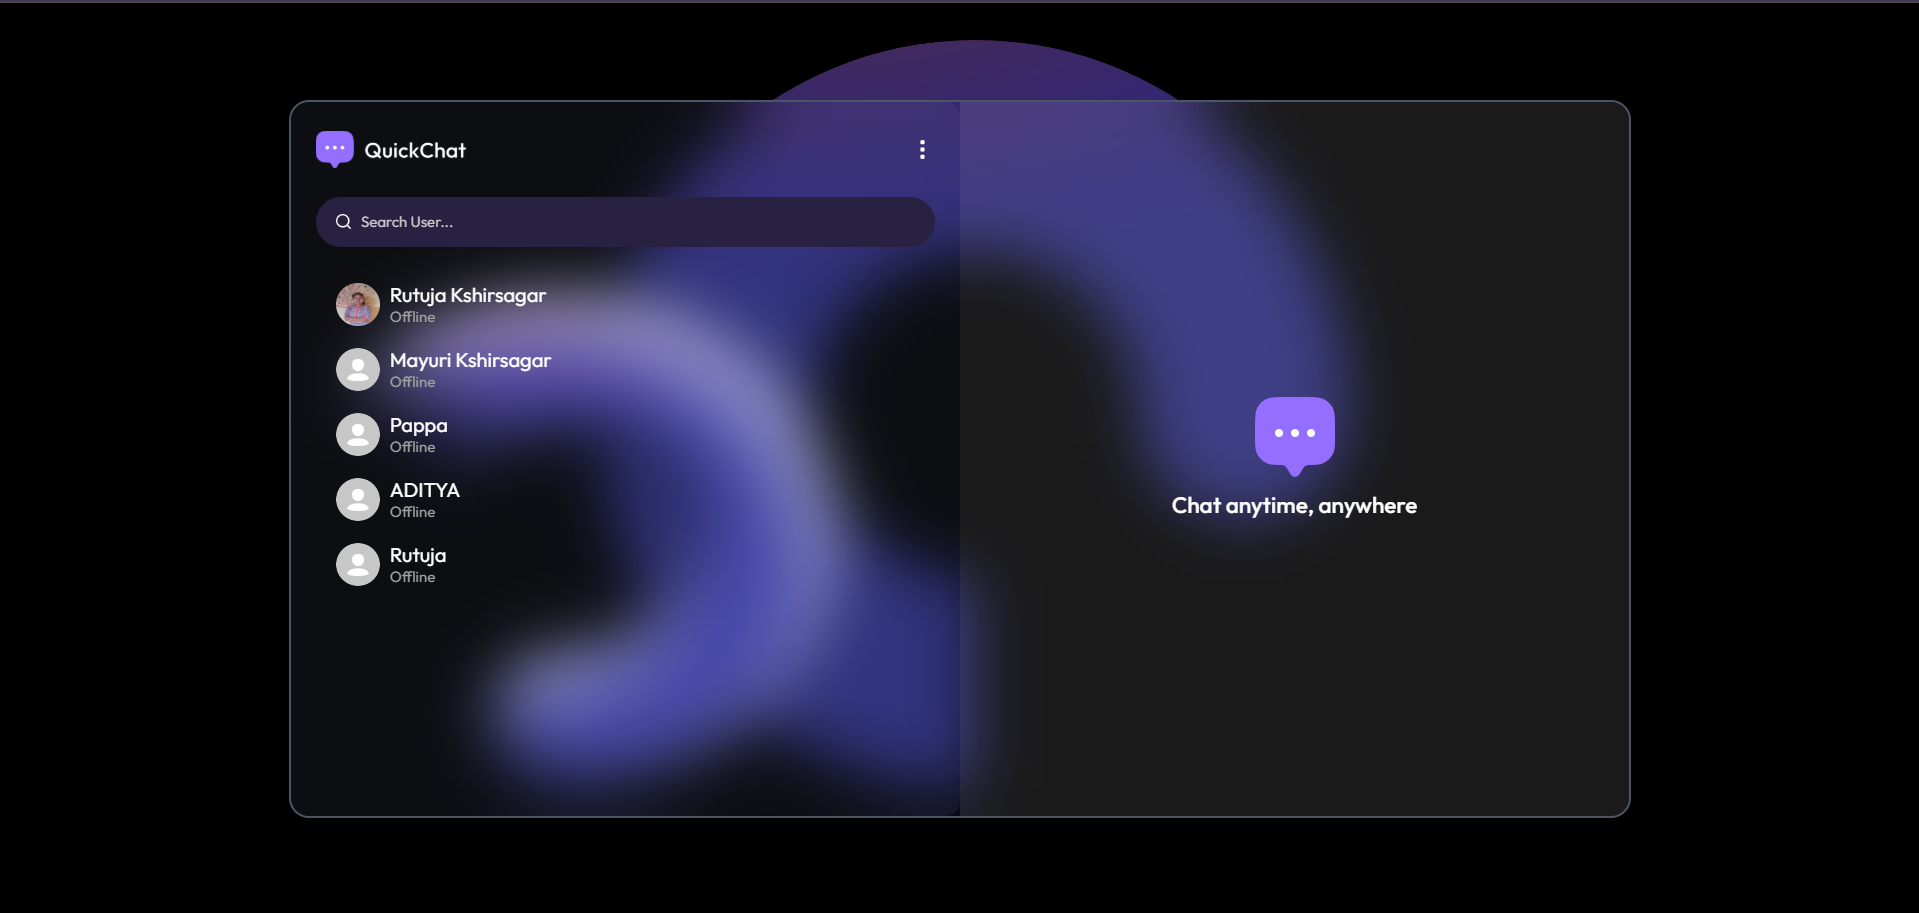 QuickChat
Search User...
Rutuja Kshirsagar
Offline
Mayuri Kshirsagar
Offline
Pappa
Offline
ADITYA
Offline
Rutuja
Offline
Chat anytime, anywhere